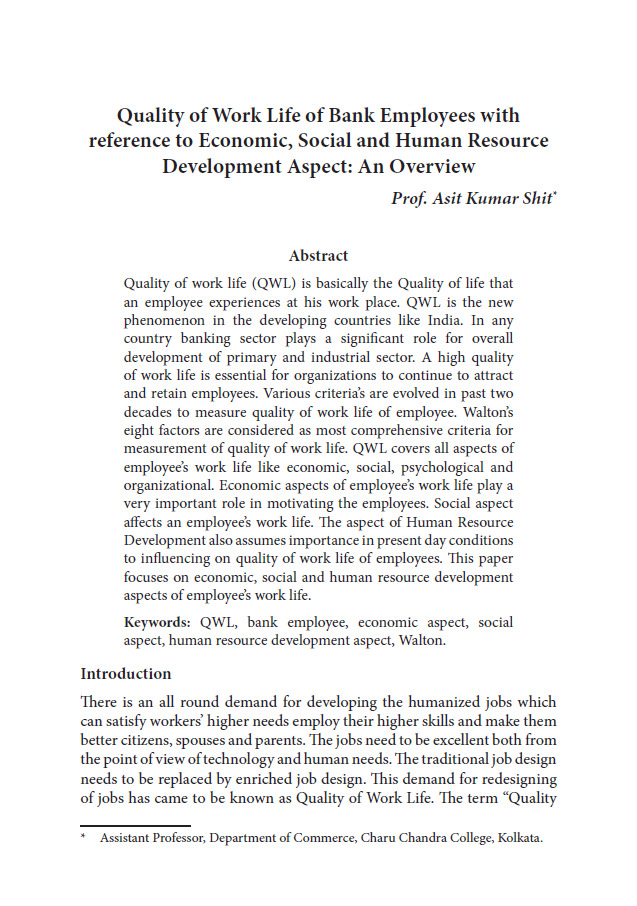 Quality of Work Life of Bank Employees with
reference to Economic, Social and Human Resource
Development Aspect: An Overview
Prof. Asit Kumar Shit*
Abstract
Quality of work life (QWL) is basically the Quality of life that
an employee experiences at his work place. QWL is the new
phenomenon in the developing countries like India. In any
country banking sector plays a significant role for overall
development of primary and industrial sector. A high quality
of work life is essential for organizations to continue to attract
and retain employees. Various criteria's are evolved in past two
decades to measure quality of work life of employee. Walton's
eight factors are considered as most comprehensive criteria for
measurement of quality of work life. QWL covers all aspects of
employee's work life like economic, social, psychological and
organizational. Economic aspects of employee's work life play a
very important role in motivating the employees. Social aspect
affects an employee's work life. The aspect of Human Resource
Development also assumes importance in present day conditions
to influencing on quality of work life of employees. This paper
focuses on economic, social and human resource development
aspects of employee's work life.
Keywords: QWL, bank employee, economic aspect, social
aspect, human resource development aspect, Walton.
Introduction
There is an all round demand for developing the humanized jobs which
can satisfy workers' higher needs employ their higher skills and make them
better citizens, spouses and parents. The jobs need to be excellent both from
the point of view of technology and human needs. The traditional job design
needs to be replaced by enriched job design. This demand for redesigning
of jobs has came to be known as Quality of Work Life. The term "Quality
* Assistant Professor, Department of Commerce, Charu Chandra College, Kolkata.